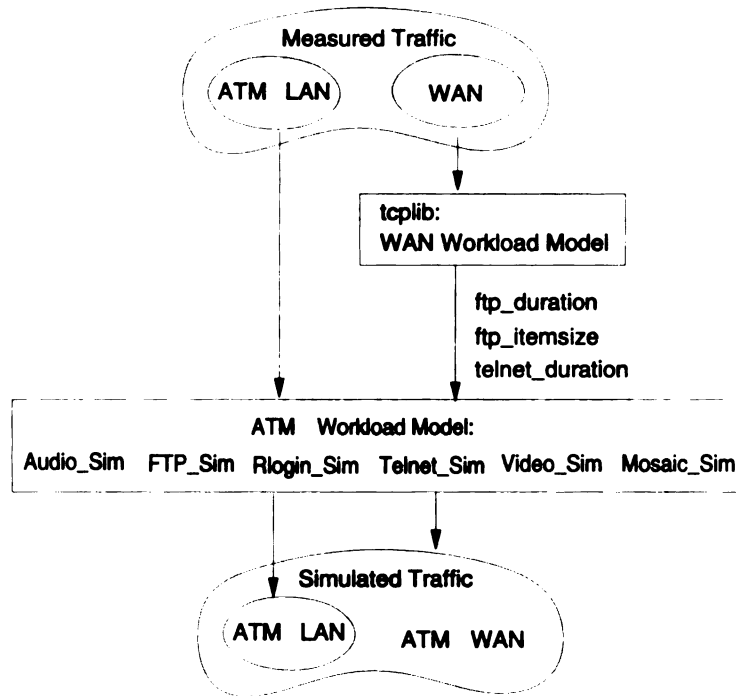 Measured Traffic
ATM LAN
WAN
tcplib:
WAN Workload Model
ftp_duration
ftp_itemsize
telnet_duration
ATM Workload Model:
Audio_Sim FTP_Sim Rlogin_Sim Telnet_Sim Video_Sim Mosaic_Sim
Simulated Traffic
ATM LAN
ATM WAN